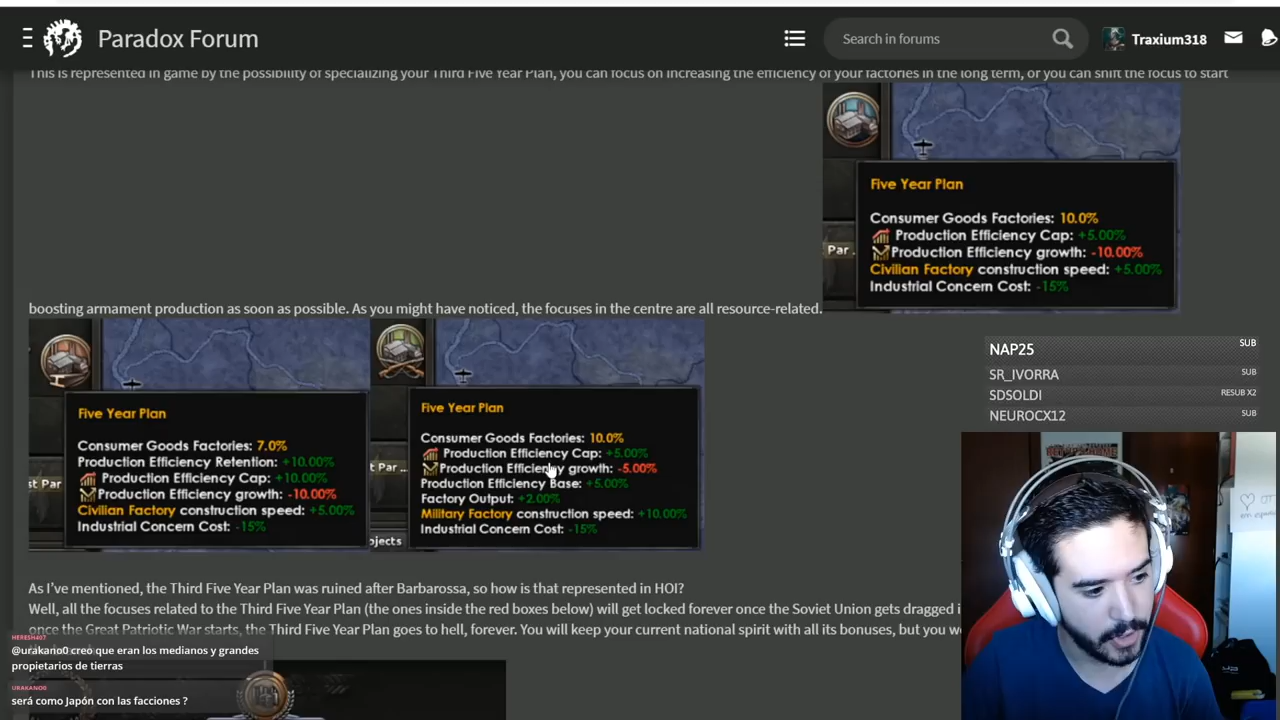 Paradox Forum
Search in forums
Traxium318
This is represented in game by the possibility of specializing your Third Five Year Plan, you can focus on increasing the efficiency of your factories in the long term, or you can shift the focus to start
Par
Five Year Plan
Consumer Goods Factories: 10.0%
Production Efficiency Cap: +5.00%
Production Efficiency growth: -10.00%
Civilian Factory construction speed: +5.00%
Industrial Concern Cost: -15%
boosting armament production as soon as possible. As you might have noticed, the focuses in the centre are all resource-related.
st Par
Five Year Plan
Consumer Goods Factories: 7.0%
Production Efficiency Retention: +10.00%
Production Efficiency Cap: +10.00%
Production Efficiency growth: -10.00%
Civilian Factory construction speed: +5.00%
Industrial Concern Cost: -15%
t Par ..
ojects
Five Year Plan
Consumer Goods Factories: 10.0%
Production Efficiency Cap: +5.00%
Production Efficiency growth: -5.00%
Production Efficiency Base: +5.00%
Factory Output: +2.00%
Military Factory construction speed: +10.00%
Industrial Concern Cost: -15%
NAP25 SUB
SR_IVORRA SUB
SDSOLDI RESUB X2
NEUROCX12 SUB
As I've mentioned, the Third Five Year Plan was ruined after Barbarossa, so how is that represented in HOI?
Well, all the focuses related to the Third Five Year Plan (the ones inside the red boxes below) will get locked forever once the Soviet Union gets dragged i
once the Great Patriotic War starts, the Third Five Year Plan goes to hell, forever. You will keep your current national spirit with all its bonuses, but you w
HERESH407
@urakano0 creo que eran los medianos y grandes
propietarios de tierras
URAKANO0
será como Japón con las facciones ?